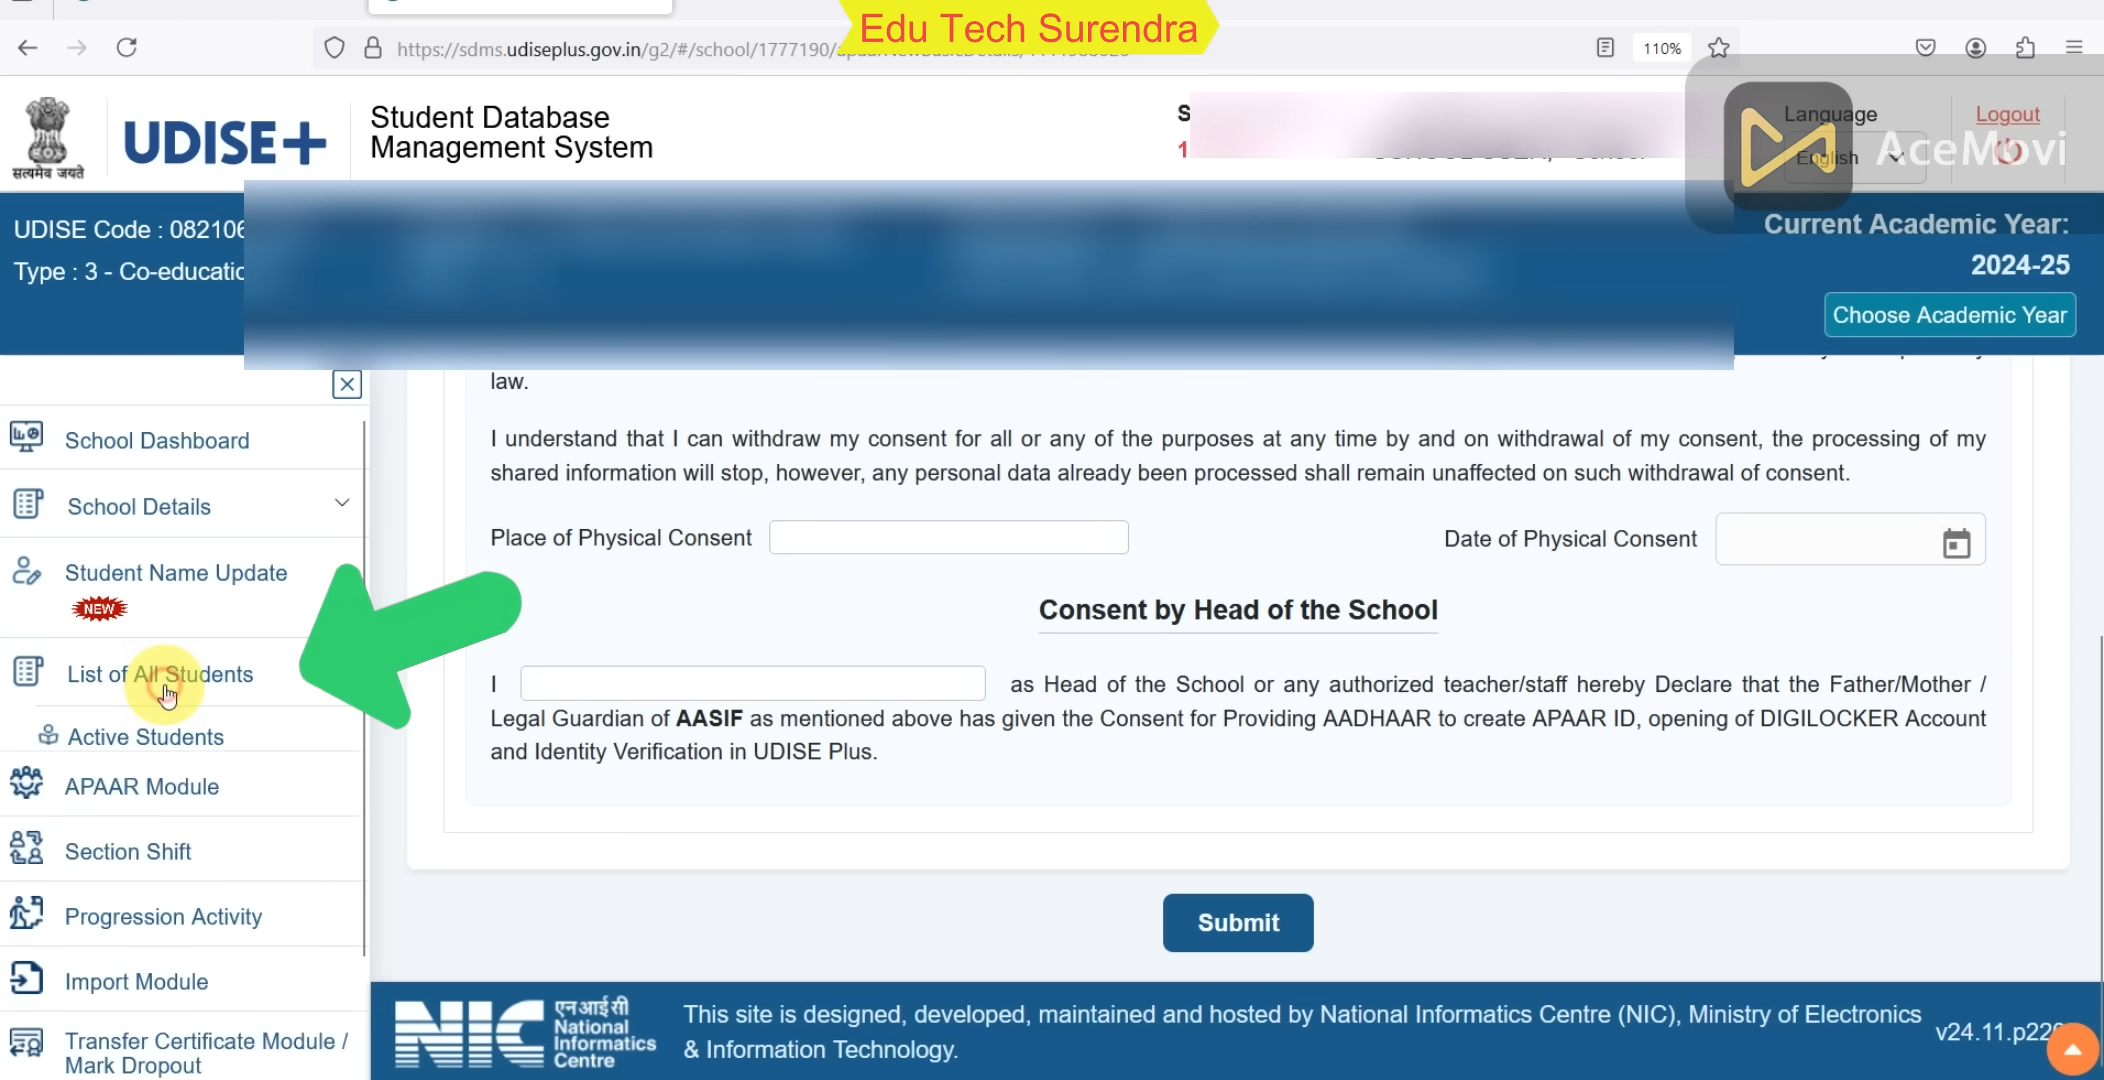 Edu Tech Surendra
https://sdms.udiseplus.gov.in/g2/#/school/1777190/
110%
सत्यमेव जयते
UDISE+
Student Database
Management System
S
1
Language
English
Logout
AceMovi
UDISE Code : 082106
Type : 3 - Co-educatio
Current Academic Year:
2024-25
Choose Academic Year
School Dashboard
School Details
Student Name Update
NEW
List of All Students
Active Students
APAAR Module
Section Shift
Progression Activity
Import Module
Transfer Certificate Module /
Mark Dropout
law.
I understand that I can withdraw my consent for all or any of the purposes at any time by and on withdrawal of my consent, the processing of my
shared information will stop, however, any personal data already been processed shall remain unaffected on such withdrawal of consent.
Place of Physical Consent
Date of Physical Consent
Consent by Head of the School
I as Head of the School or any authorized teacher/staff hereby Declare that the Father/Mother /
Legal Guardian of AASIF as mentioned above has given the Consent for Providing AADHAAR to create APAAR ID, opening of DIGILOCKER Account
and Identity Verification in UDISE Plus.
Submit
NIC
एनआईसी
National
Informatics
Centre
This site is designed, developed, maintained and hosted by National Informatics Centre (NIC), Ministry of Electronics
& Information Technology.
v24.11.p22